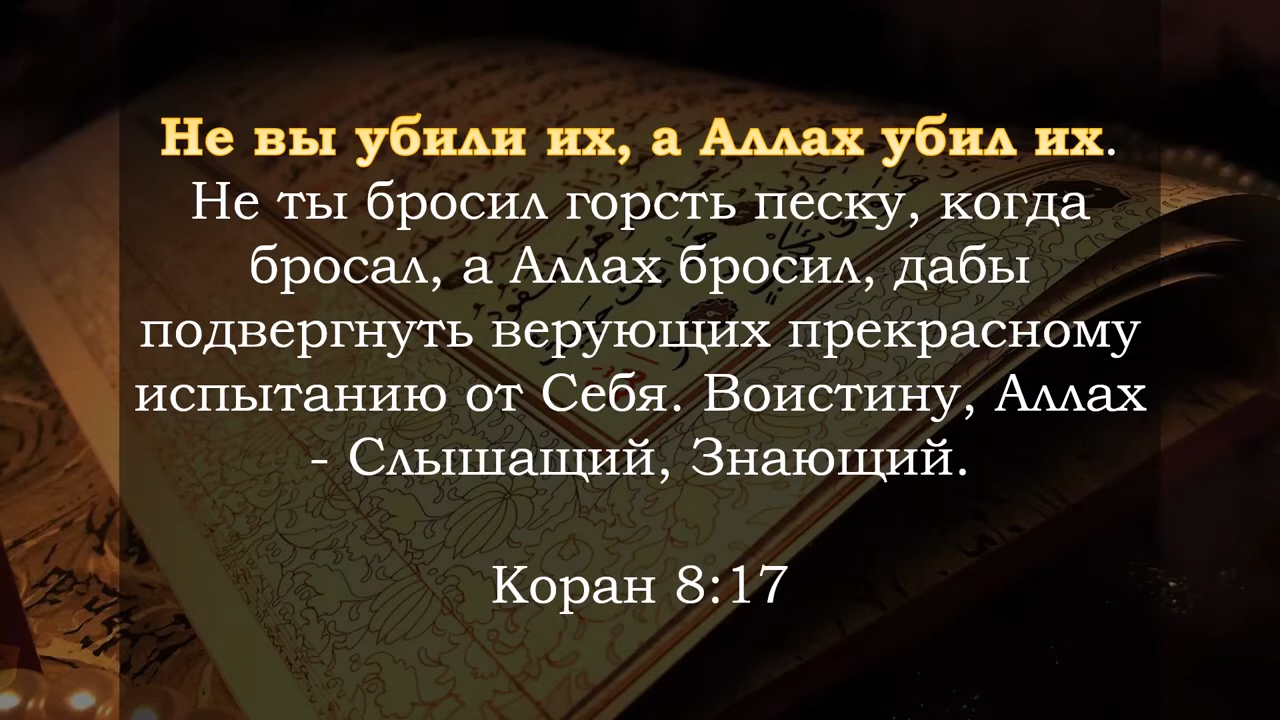 Не вы убили их, а Аллах убил их.
Не ты бросил горсть песку, когда
бросал, а Аллах бросил, дабы
подвергнуть верующих прекрасному
испытанию от Себя. Воистину, Аллах
- Слышащий, Знающий.
Коран 8:17